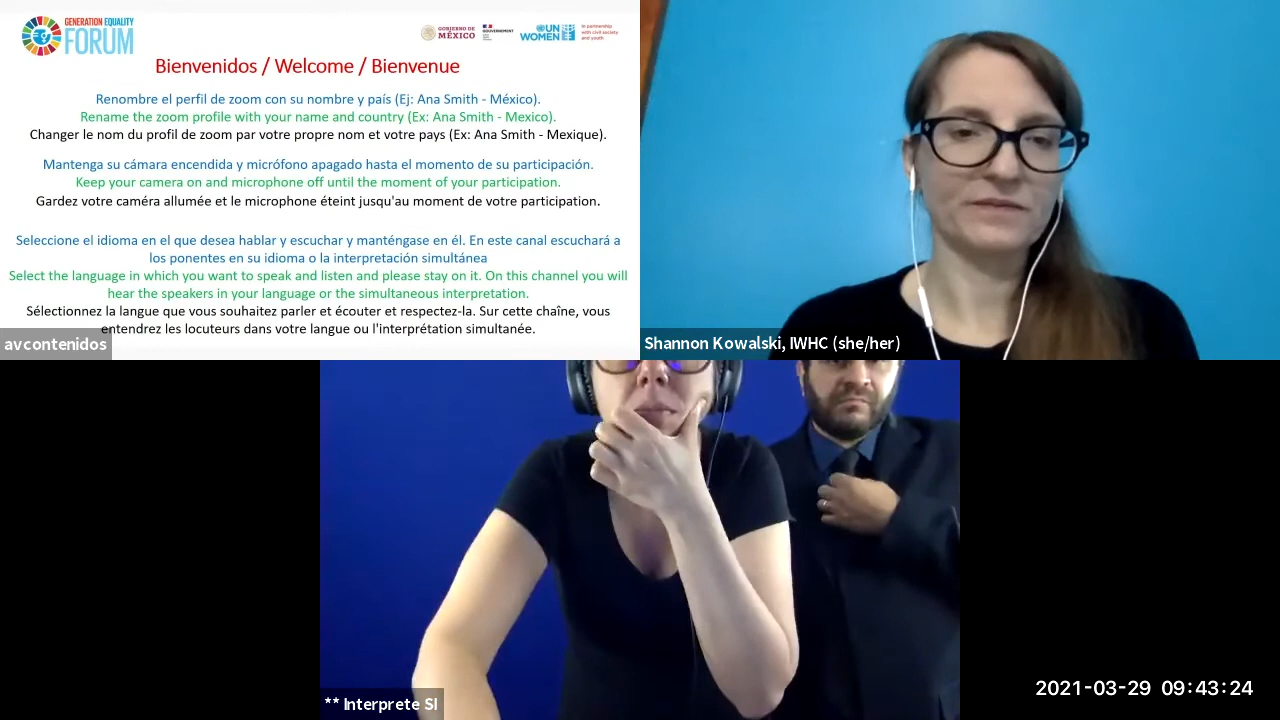 GENERATION EQUALITY
FORUM
GOBIERNO DE
MÉXICO
GOUVERNEMENT
UN
WOMEN
In partnership
with civil society
and youth
Bienvenidos / Welcome / Bienvenue
Renombre el perfil de zoom con su nombre y país (Ej: Ana Smith - México).
Rename the zoom profile with your name and country (Ex: Ana Smith - Mexico).
Changer le nom du profil de zoom par votre propre nom et votre pays (Ex: Ana Smith - Mexique).
Mantenga su cámara encendida y micrófono apagado hasta el momento de su participación.
Keep your camera on and microphone off until the moment of your participation.
Gardez votre caméra allumée et le microphone éteint jusqu'au moment de votre participation.
Seleccione el idioma en el que desea hablar y escuchar y manténgase en él. En este canal escuchará a
los ponentes en su idioma o la interpretación simultánea
Select the language in which you want to speak and listen and please stay on it. On this channel you will
hear the speakers in your language or the simultaneous interpretation.
Sélectionnez la langue que vous souhaitez parler et écouter et respectez-la. Sur cette chaîne, vous
entendrez les locuteurs dans votre langue ou l'interprétation simultanée.
avcontenidos
Shannon Kowalski, IWHC (she/her)
** Interprete SI
2021-03-29 09:43:24